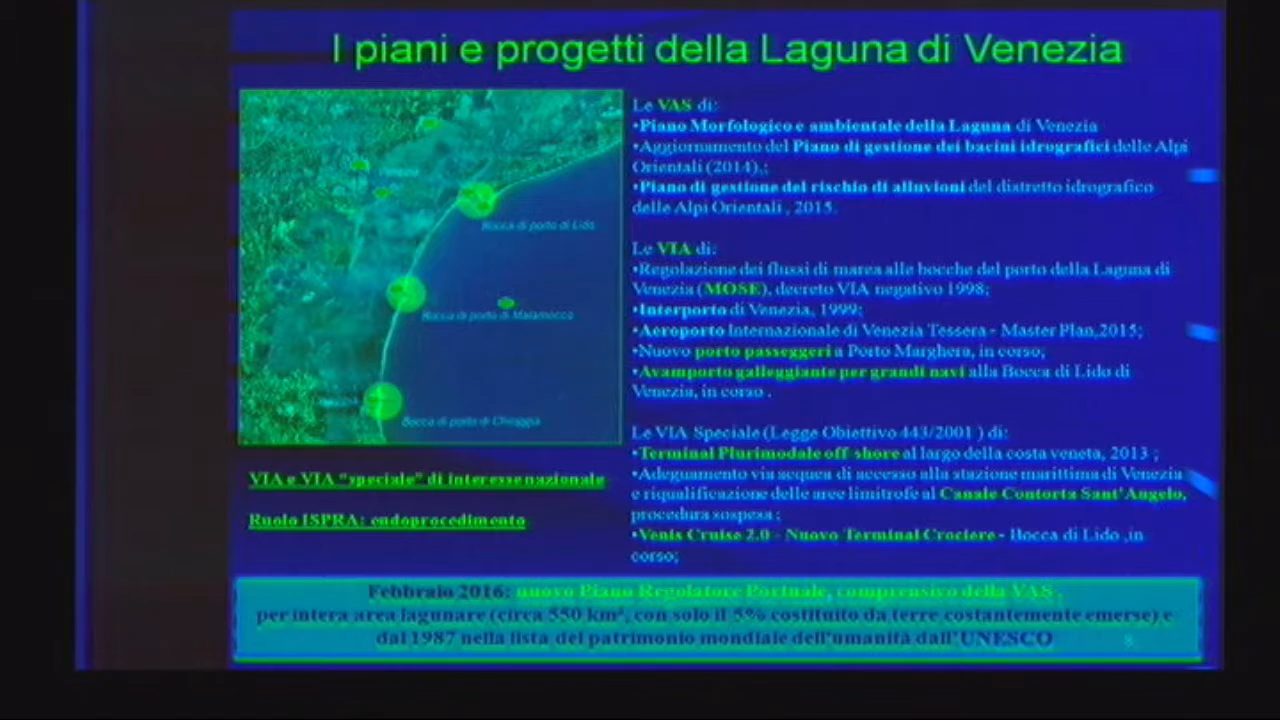 I piani e progetti della Laguna di Venezia
Bocca di porto di Lido
Bocca di porto di Malamocco
Bocca di porto di Chioggia
VIA e VIA "speciale" di interesse nazionale
Ruolo ISPRA: endoprocedimento
Le VAS di:
•Piano Morfologico e ambientale della Laguna di Venezia
•Aggiornamento del Piano di gestione dei bacini idrografici delle Alpi
Orientali (2014).;
•Piano di gestione del rischio di alluvioni del distretto idrografico
delle Alpi Orientali , 2015.
Le VIA di:
•Regolazione dei flussi di marea alle bocche del porto della Laguna di
Venezia (MOSE), decreto VIA negativo 1998;
•Interporto di Venezia, 1999;
•Aeroporto Internazionale di Venezia Tessera - Master Plan,2015;
•Nuovo porto passeggeri a Porto Marghera, in corso;
•Avamporto galleggiante per grandi navi alla Bocca di Lido di
Venezia, in corso .
Le VIA Speciale (Legge Obiettivo 443/2001 ) di:
•Terminal Plurimodale off-shore al largo della costa veneta, 2013 ;
•Adeguamento via acquea di accesso alla stazione marittima di Venezia
e riqualificazione delle aree limitrofe al Canale Contorta Sant'Angelo,
procedura sospesa ;
•Venis Cruise 2.0 - Nuovo Terminal Crociere - Bocca di Lido ,in
corso;
Febbraio 2016: nuovo Piano Regolatore Portuale, comprensivo della VAS .
per intera area lagunare (circa 550 km², con solo il 5% costituito da terre costantemente emerse) e
dal 1987 nella lista del patrimonio mondiale dell'umanità dall'UNESCO